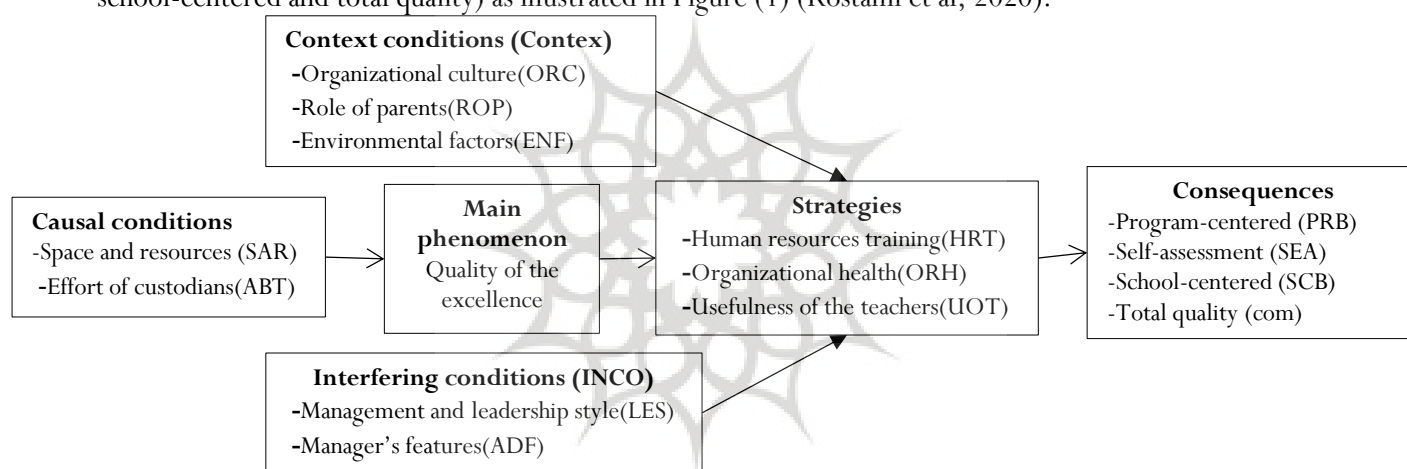 school-centered and total quality) as illustrated in Figure (1) (Rostami et al, 2020).
Context conditions (Contex)
-Organizational culture(ORC)
-Role of parents(ROP)
-Environmental factors(ENF)
Causal conditions
-Space and resources (SAR)
-Effort of custodians(ABT)
Main
phenomenon
Quality of the
excellence
Strategies
-Human resources training(HRT)
-Organizational health(ORH)
-Usefulness of the teachers(UOT)
Consequences
-Program-centered (PRB)
-Self-assessment (SEA)
-School-centered (SCB)
-Total quality (com)
Interfering conditions (INCO)
-Management and leadership style(LES)
-Manager’s features(ADF)